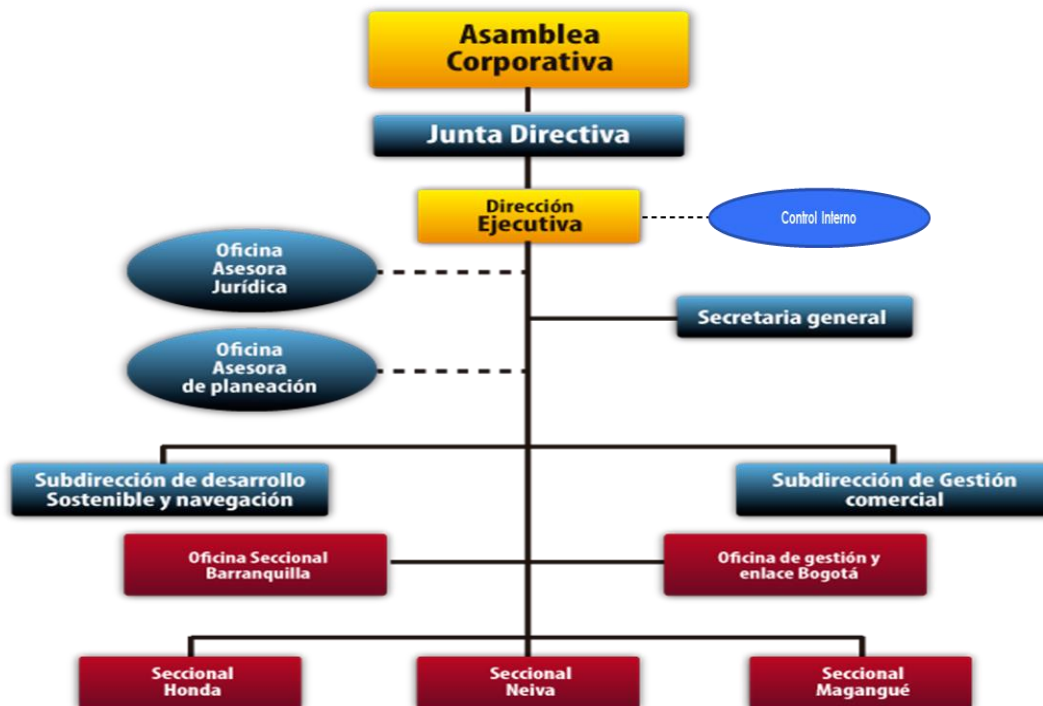 Asamblea
Corporativa
Junta Directiva
Dirección
Ejecutiva
Control Interno
Oficina
Asesora
Jurídica
Secretaria general
Oficina
Asesora
de planeación
Subdirección de desarrollo
Sostenible y navegación
Subdirección de Gestión
comercial
Oficina Seccional
Barranquilla
Oficina de gestión y
enlace Bogotá
Seccional
Honda
Seccional
Neiva
Seccional
Magangué